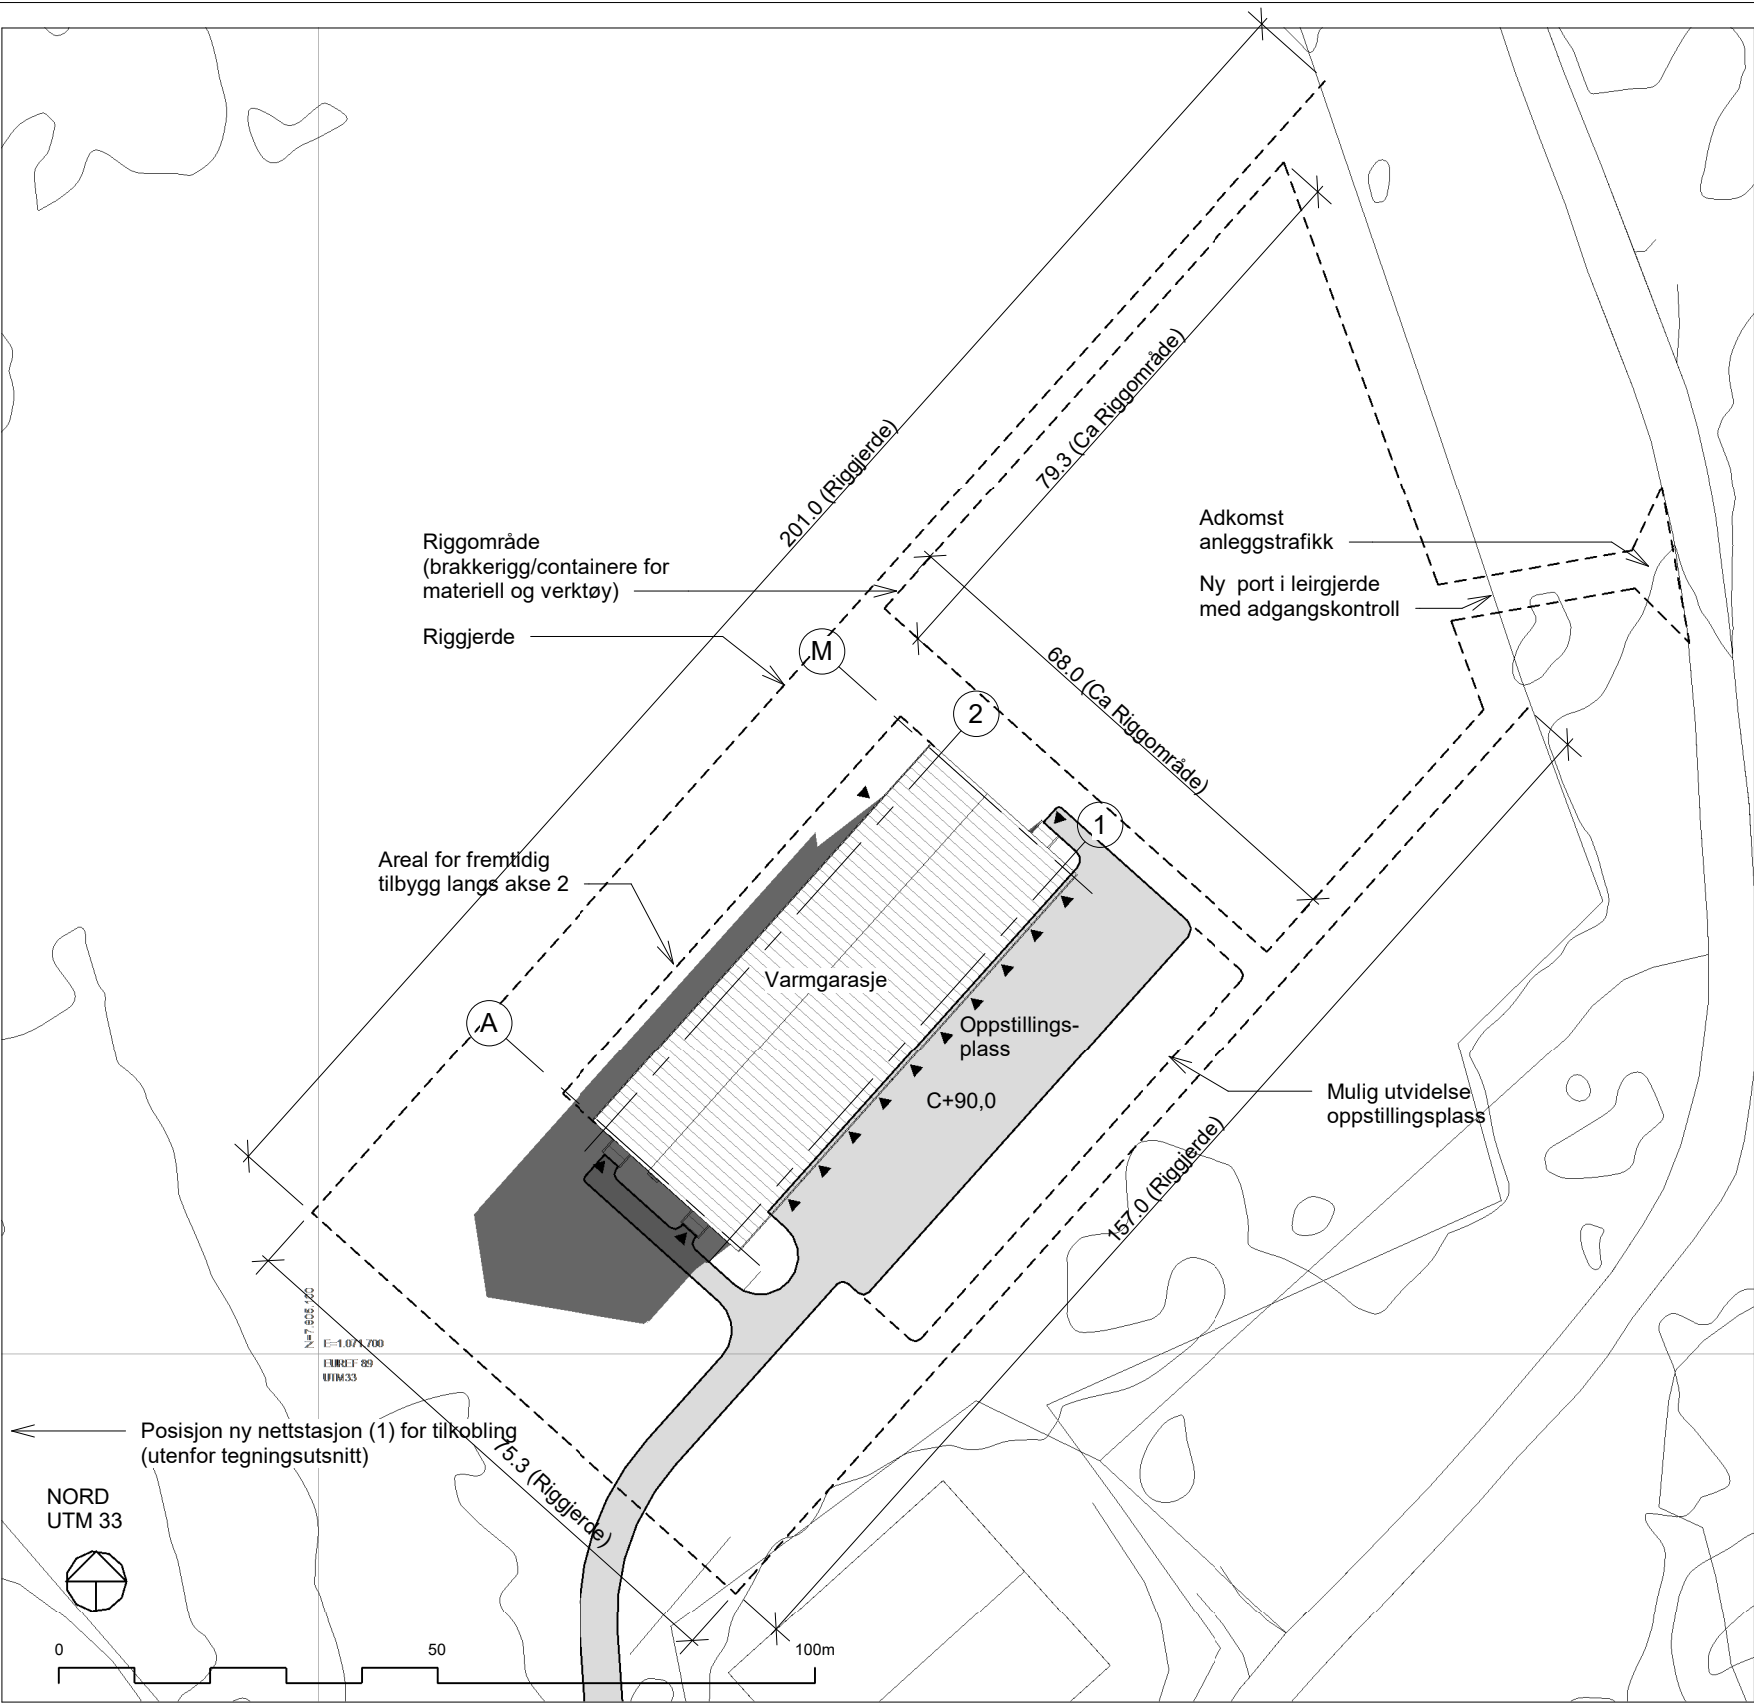 201.0 (Riggjerde)
79.3 (Ca Riggområde)
Riggområde
(brakkerigg/containere for
materiell og verktøy)
Riggjerde
Adkomst
anleggstrafikk
Ny port i leirgjerde
med adgangskontroll
M
2
68.0 (Ca Riggområde)
1
Areal for fremtidig
tilbygg langs akse 2
Varmgarasje
A
Oppstillings-
plass
C+90,0
Mulig utvidelse
oppstillingsplass
157.0 (Riggjerde)
E=1.071.700
EUREF 89
UTM33
Posisjon ny nettstasjon (1) for tilkobling
(utenfor tegningsutsnitt)
75.3 (Riggjerde)
NORD
UTM 33
0 50 100m